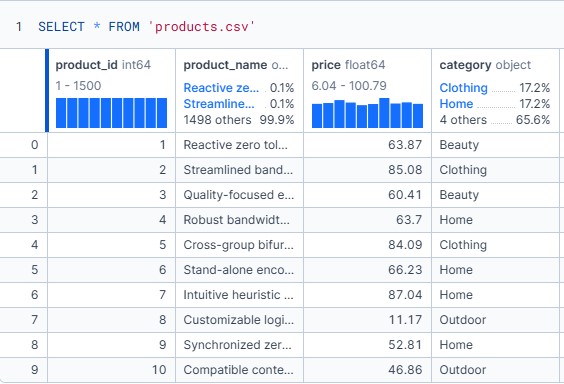 1 SELECT * FROM 'products.csv'
product_id int64 product_name o... price float64 category object
1 - 1500 Reactive ze... 0.1% 6.04 - 100.79 Clothing 17.2%
Streamline... 0.1% Home 17.2%
1498 others 99.9% 4 others 65.6%
0 1 Reactive zero tol... 63.87 Beauty
1 2 Streamlined band... 85.08 Clothing
2 3 Quality-focused e... 60.41 Beauty
3 4 Robust bandwidt... 63.7 Home
4 5 Cross-group bifur... 84.09 Clothing
5 6 Stand-alone enco... 66.23 Home
6 7 Intuitive heuristic ... 87.04 Home
7 8 Customizable logi... 11.17 Outdoor
8 9 Synchronized zer... 52.81 Home
9 10 Compatible conte... 46.86 Outdoor